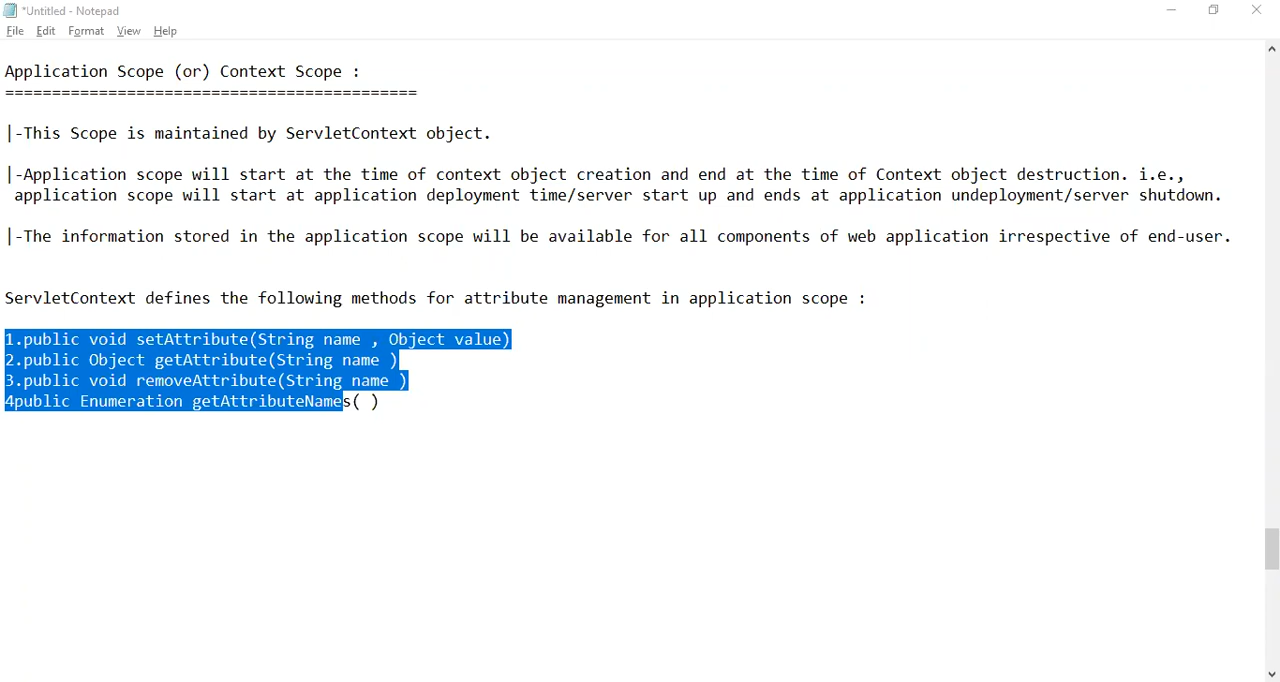 *Untitled - Notepad
File Edit Format View Help
Application Scope (or) Context Scope :
============================================
|-This Scope is maintained by ServletContext object.
|-Application scope will start at the time of context object creation and end at the time of Context object destruction. i.e.,
application scope will start at application deployment time/server start up and ends at application undeployment/server shutdown.
|-The information stored in the application scope will be available for all components of web application irrespective of end-user.
ServletContext defines the following methods for attribute management in application scope :
1.public void setAttribute(String name , Object value)
2.public Object getAttribute(String name )
3.public void removeAttribute(String name )
4public Enumeration getAttributeNames( )